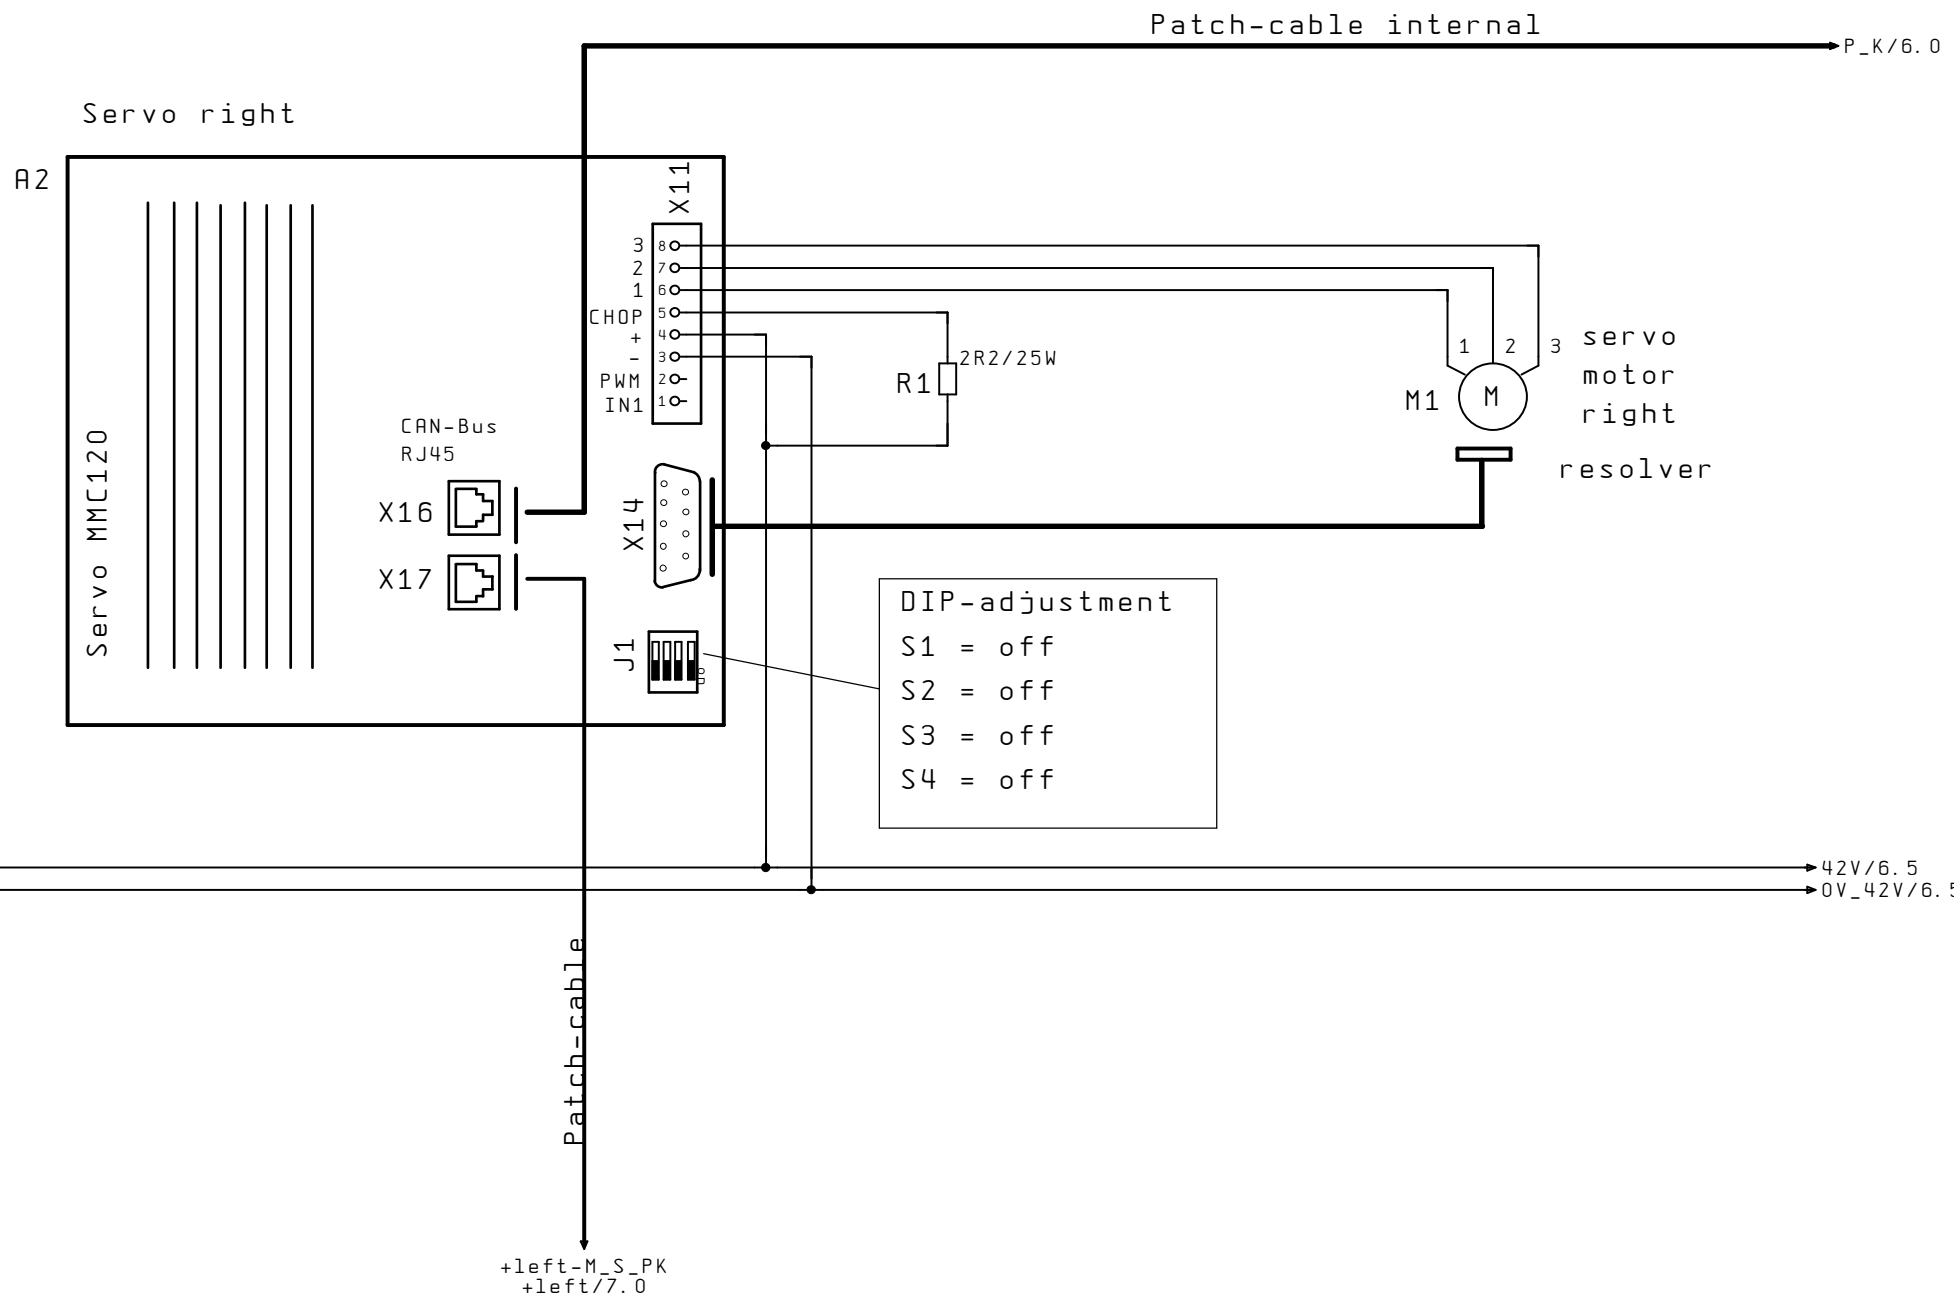 Patch-cable internal
P_K/6.0
Servo right
A2
X11
3 8
2 7
1 6
CHOP 5
+ 4
- 3
PWM 2
IN1 1
2R2/25W
R1
1 2 3
servo
motor
right
M1
M
resolver
CAN-Bus
RJ45
X16
X17
X14
Servo MMC120
J1
DIP-adjustment
S1 = off
S2 = off
S3 = off
S4 = off
42V/6.5
0V_42V/6.5
Patch-cable
+left-M_S_PK
+left/7.0